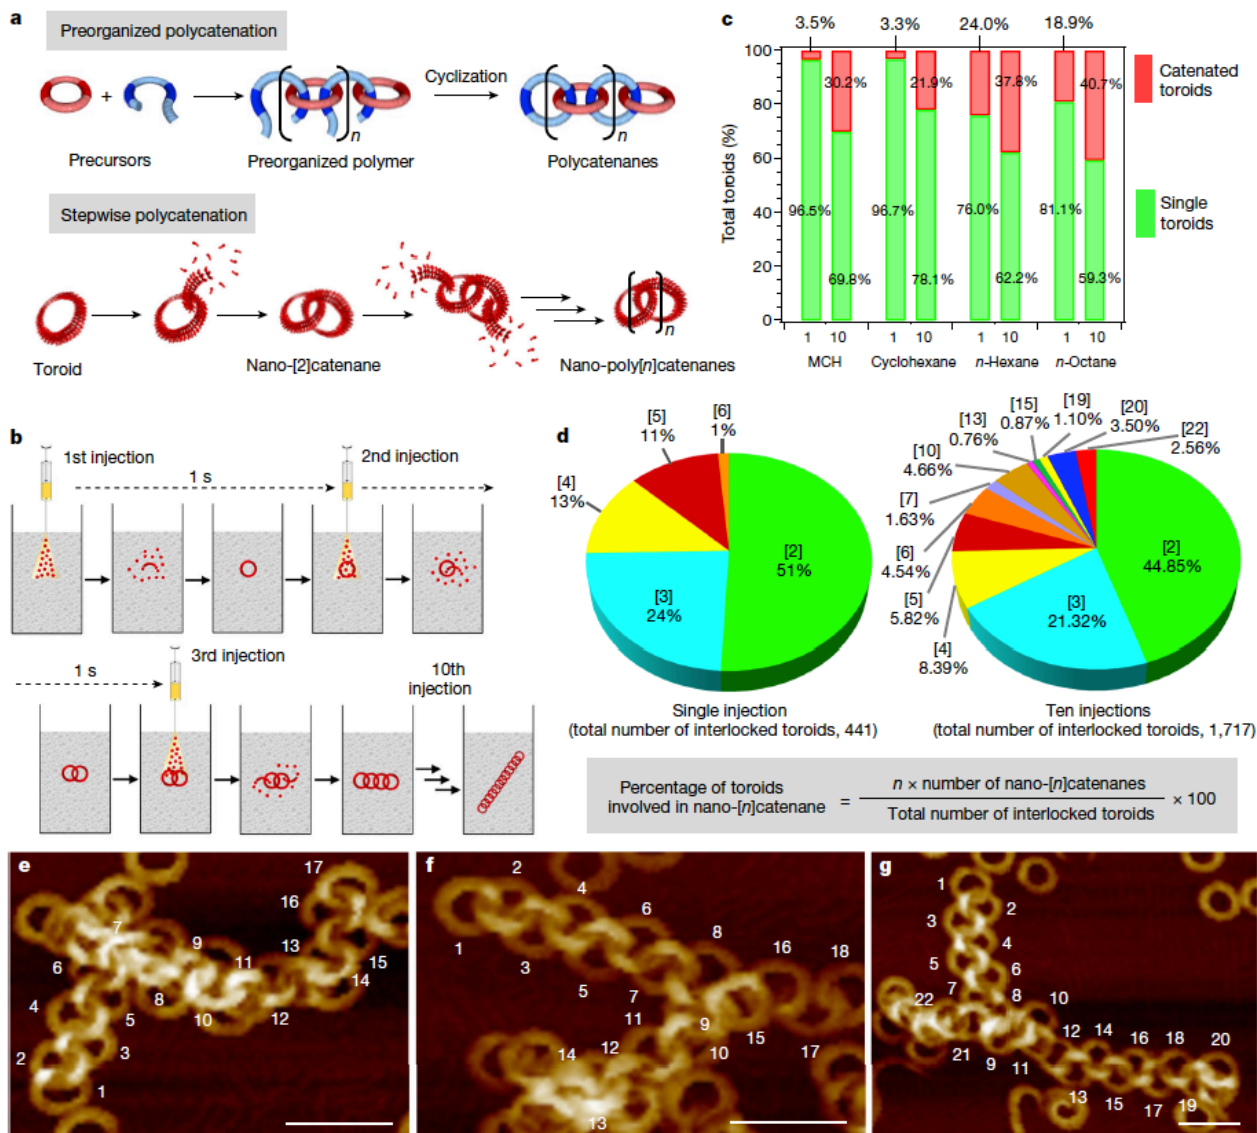 a
Preorganized polycatenation
+
Cyclization
n
n
Precursors
Preorganized polymer
Polycatenanes
Stepwise polycatenation
n
Toroid
Nano-[2]catenane
Nano-poly[n]catenanes
b
1st injection
1 s
2nd injection
1 s
3rd injection
10th
injection
c
3.5%
3.3%
24.0%
18.9%
100
80
60
40
20
0
Total toroids (%)
30.2%
21.9%
37.8%
40.7%
96.5%
96.7%
76.0%
81.1%
69.8%
78.1%
62.2%
59.3%
1 10 1 10 1 10 1 10
MCH Cyclohexane n-Hexane n-Octane
Catenated
toroids
Single
toroids
d
[6]
1%
[5]
11%
[4]
13%
[3]
24%
[2]
51%
Single injection
(total number of interlocked toroids, 441)
[22]
2.56%
[20]
3.50%
[19]
1.10%
[15]
0.87%
[13]
0.76%
[10]
4.66%
[7]
1.63%
[6]
4.54%
[5]
5.82%
[4]
8.39%
[3]
21.32%
[2]
44.85%
Ten injections
(total number of interlocked toroids, 1,717)
Percentage of toroids
involved in nano-[n]catenane
=
n × number of nano-[n]catenanes
Total number of interlocked toroids
× 100
e
1
2
3
4
5
6
7
8
9
10
11
12
13
14
15
16
17
f
1
2
3
4
5
6
7
8
9
10
11
12
13
14
15
16
17
18
g
1
2
3
4
5
6
7
8
9
10
11
12
13
14
15
16
17
18
19
20
21
22